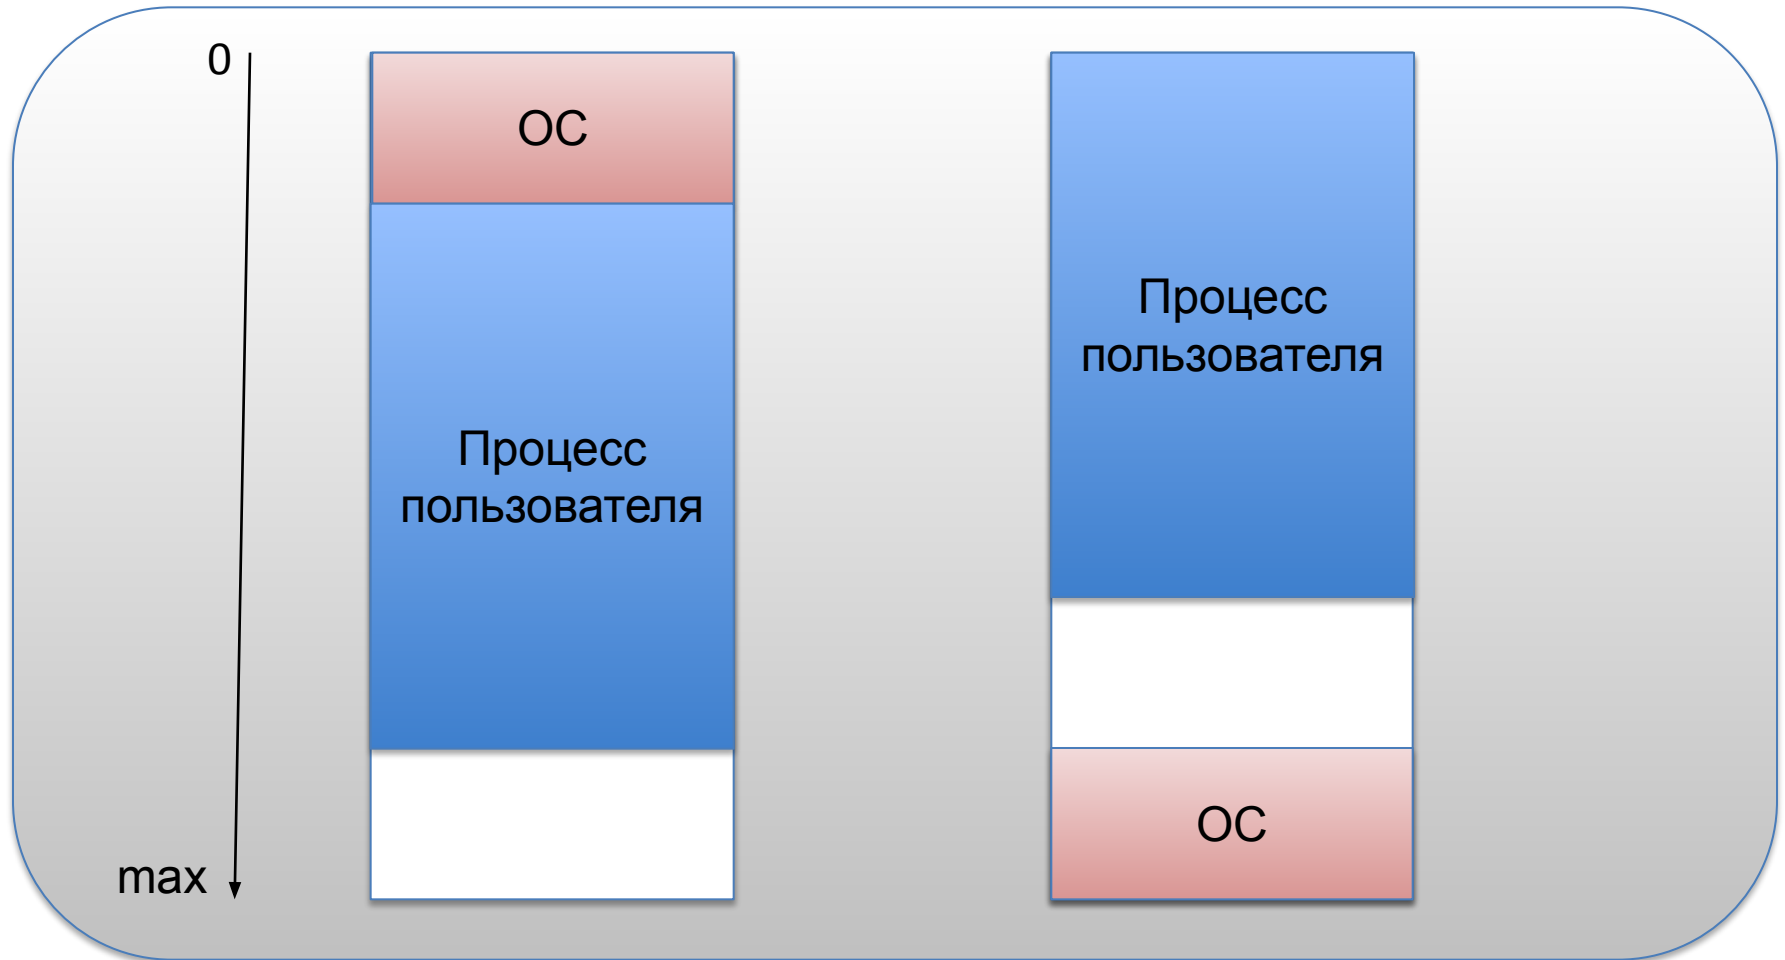 0
ОС
Процесс
пользователя
Процесс
пользователя
ОС
max